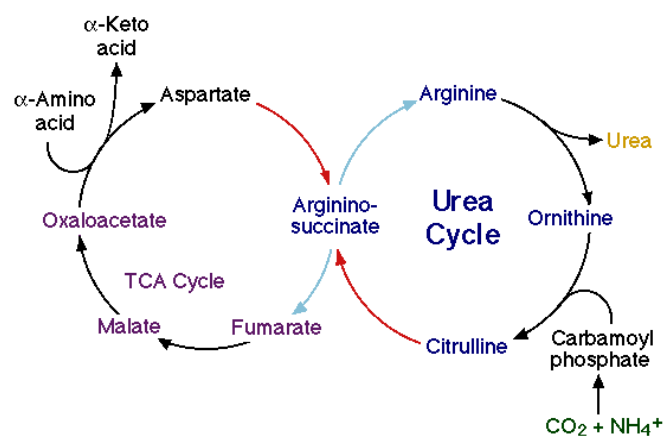 α-Keto
acid
α-Amino
acid
Aspartate
Arginine
Urea
Oxaloacetate
Arginino-
succinate
Urea
Cycle
Ornithine
TCA Cycle
Malate
Fumarate
Citrulline
Carbamoyl
phosphate
CO₂ + NH₄⁺